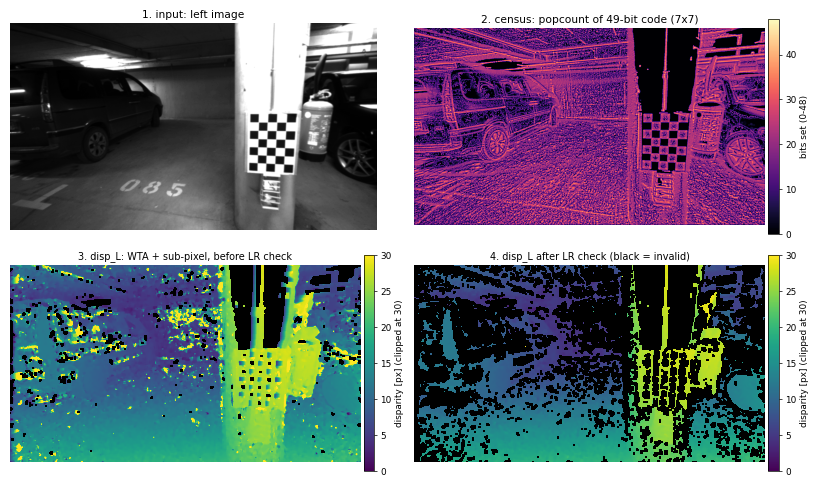 1. input: left image
085
2. census: popcount of 49-bit code (7x7)
40
30
20
10
0
bits set (0-48)
3. disp_L: WTA + sub-pixel, before LR check
30
25
20
15
10
5
0
disparity [px] (clipped at 30)
4. disp_L after LR check (black = invalid)
30
25
20
15
10
5
0
disparity [px] (clipped at 30)